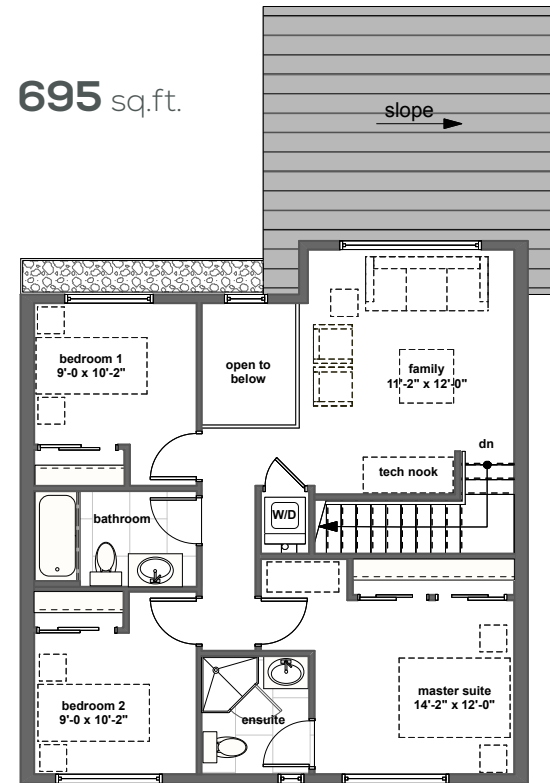 695 sq.ft.
slope
bedroom 1
9'-0 x 10'-2"
open to
below
family
11'-2" x 12'-0"
dn
tech nook
W/D
bathroom
bedroom 2
9'-0 x 10'-2"
ensuite
master suite
14'-2" x 12'-0"